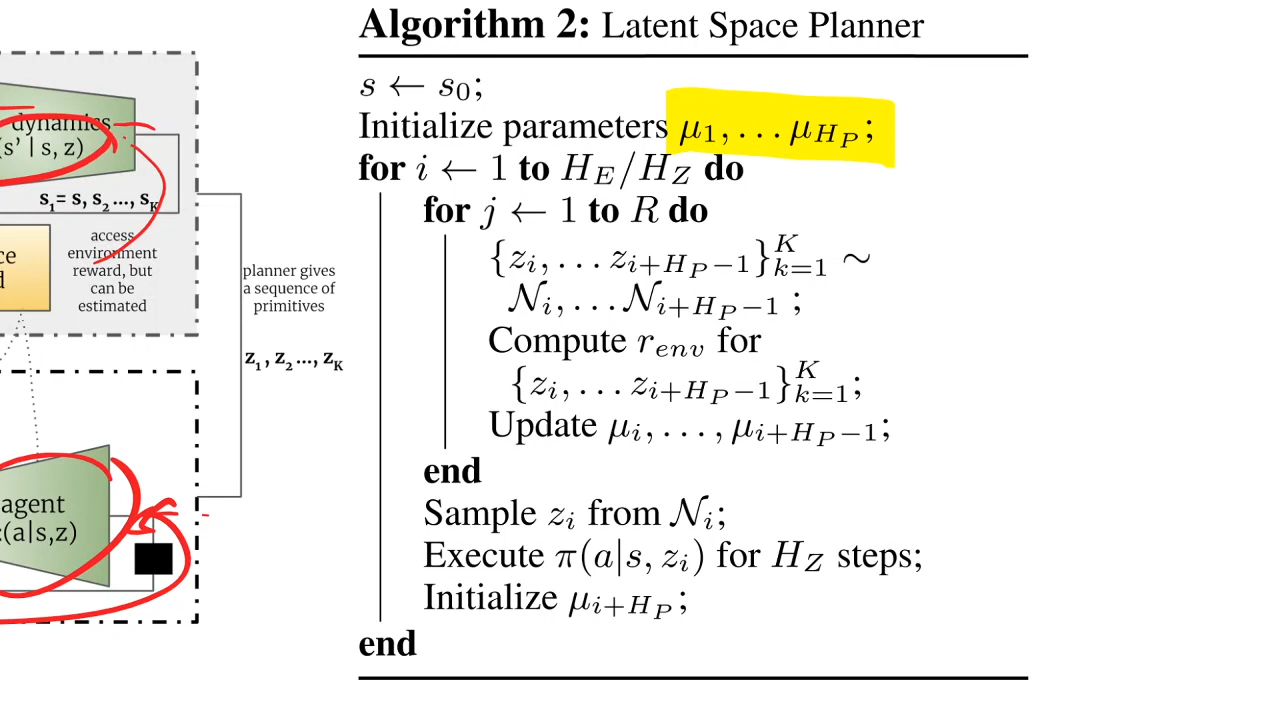 dynamics
(s' | s, z)
s₁= s, s₂ ..., s_K
access
environment
reward, but
can be
estimated
ce
d
planner gives
a sequence of
primitives
z₁, z₂ ..., z_K
agent
(a|s,z)
Algorithm 2: Latent Space Planner
s ← s₀;
Initialize parameters μ₁, … μ_{H_P};
for i ← 1 to H_E/H_Z do
for j ← 1 to R do
{z_i, … z_{i+H_P−1}}_{k=1}^K ∼
𝒩_i, … 𝒩_{i+H_P−1} ;
Compute r_{env} for
{z_i, … z_{i+H_P−1}}_{k=1}^K;
Update μ_i, …, μ_{i+H_P−1};
end
Sample z_i from 𝒩_i;
Execute π(a|s, z_i) for H_Z steps;
Initialize μ_{i+H_P};
end